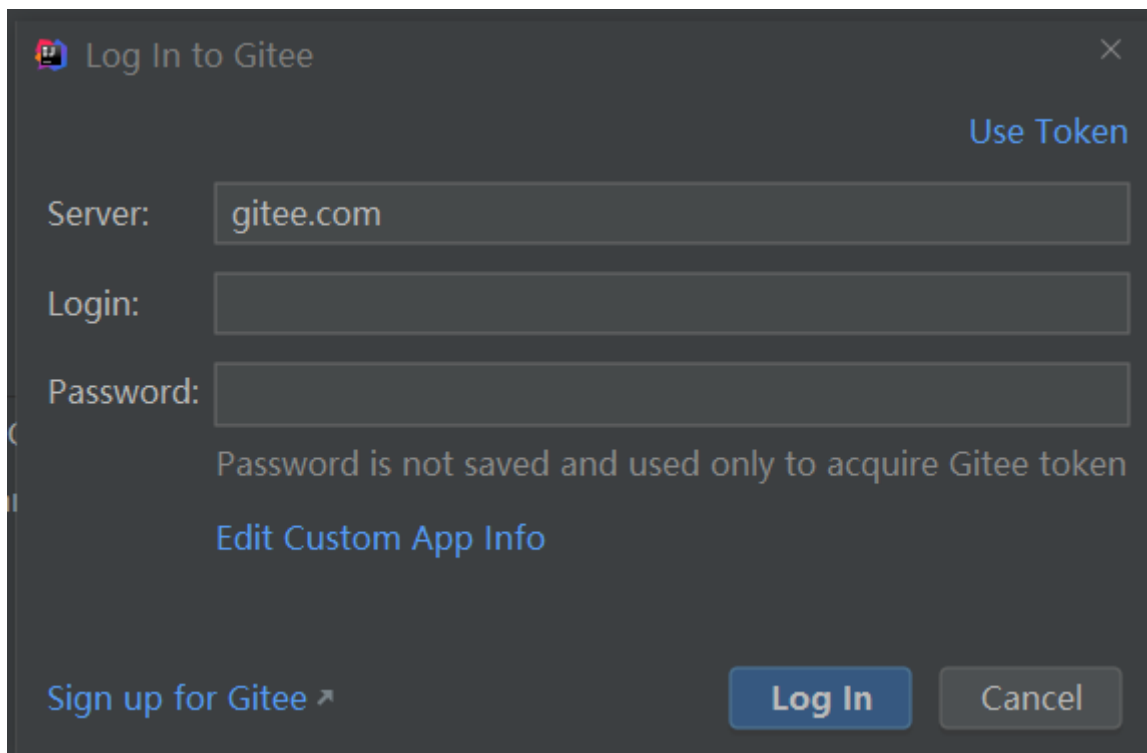 Log In to Gitee
Use Token
Server: gitee.com
Login:
Password:
Password is not saved and used only to acquire Gitee token
Edit Custom App Info
Sign up for Gitee
Log In Cancel